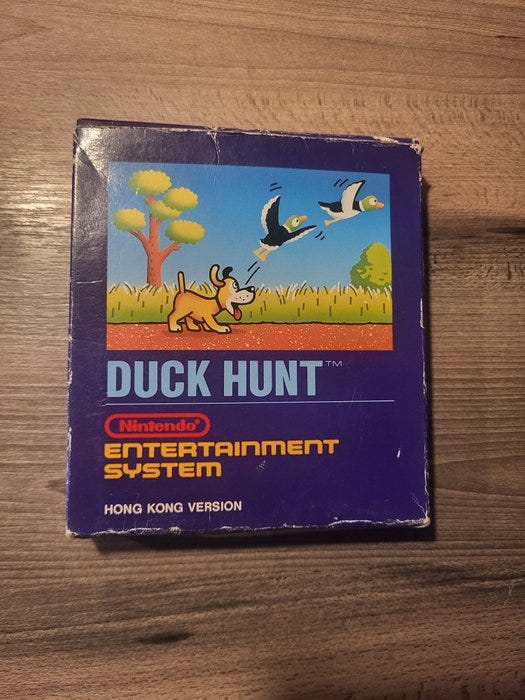 DUCK HUNT™
Nintendo®
ENTERTAINMENT
SYSTEM
HONG KONG VERSION